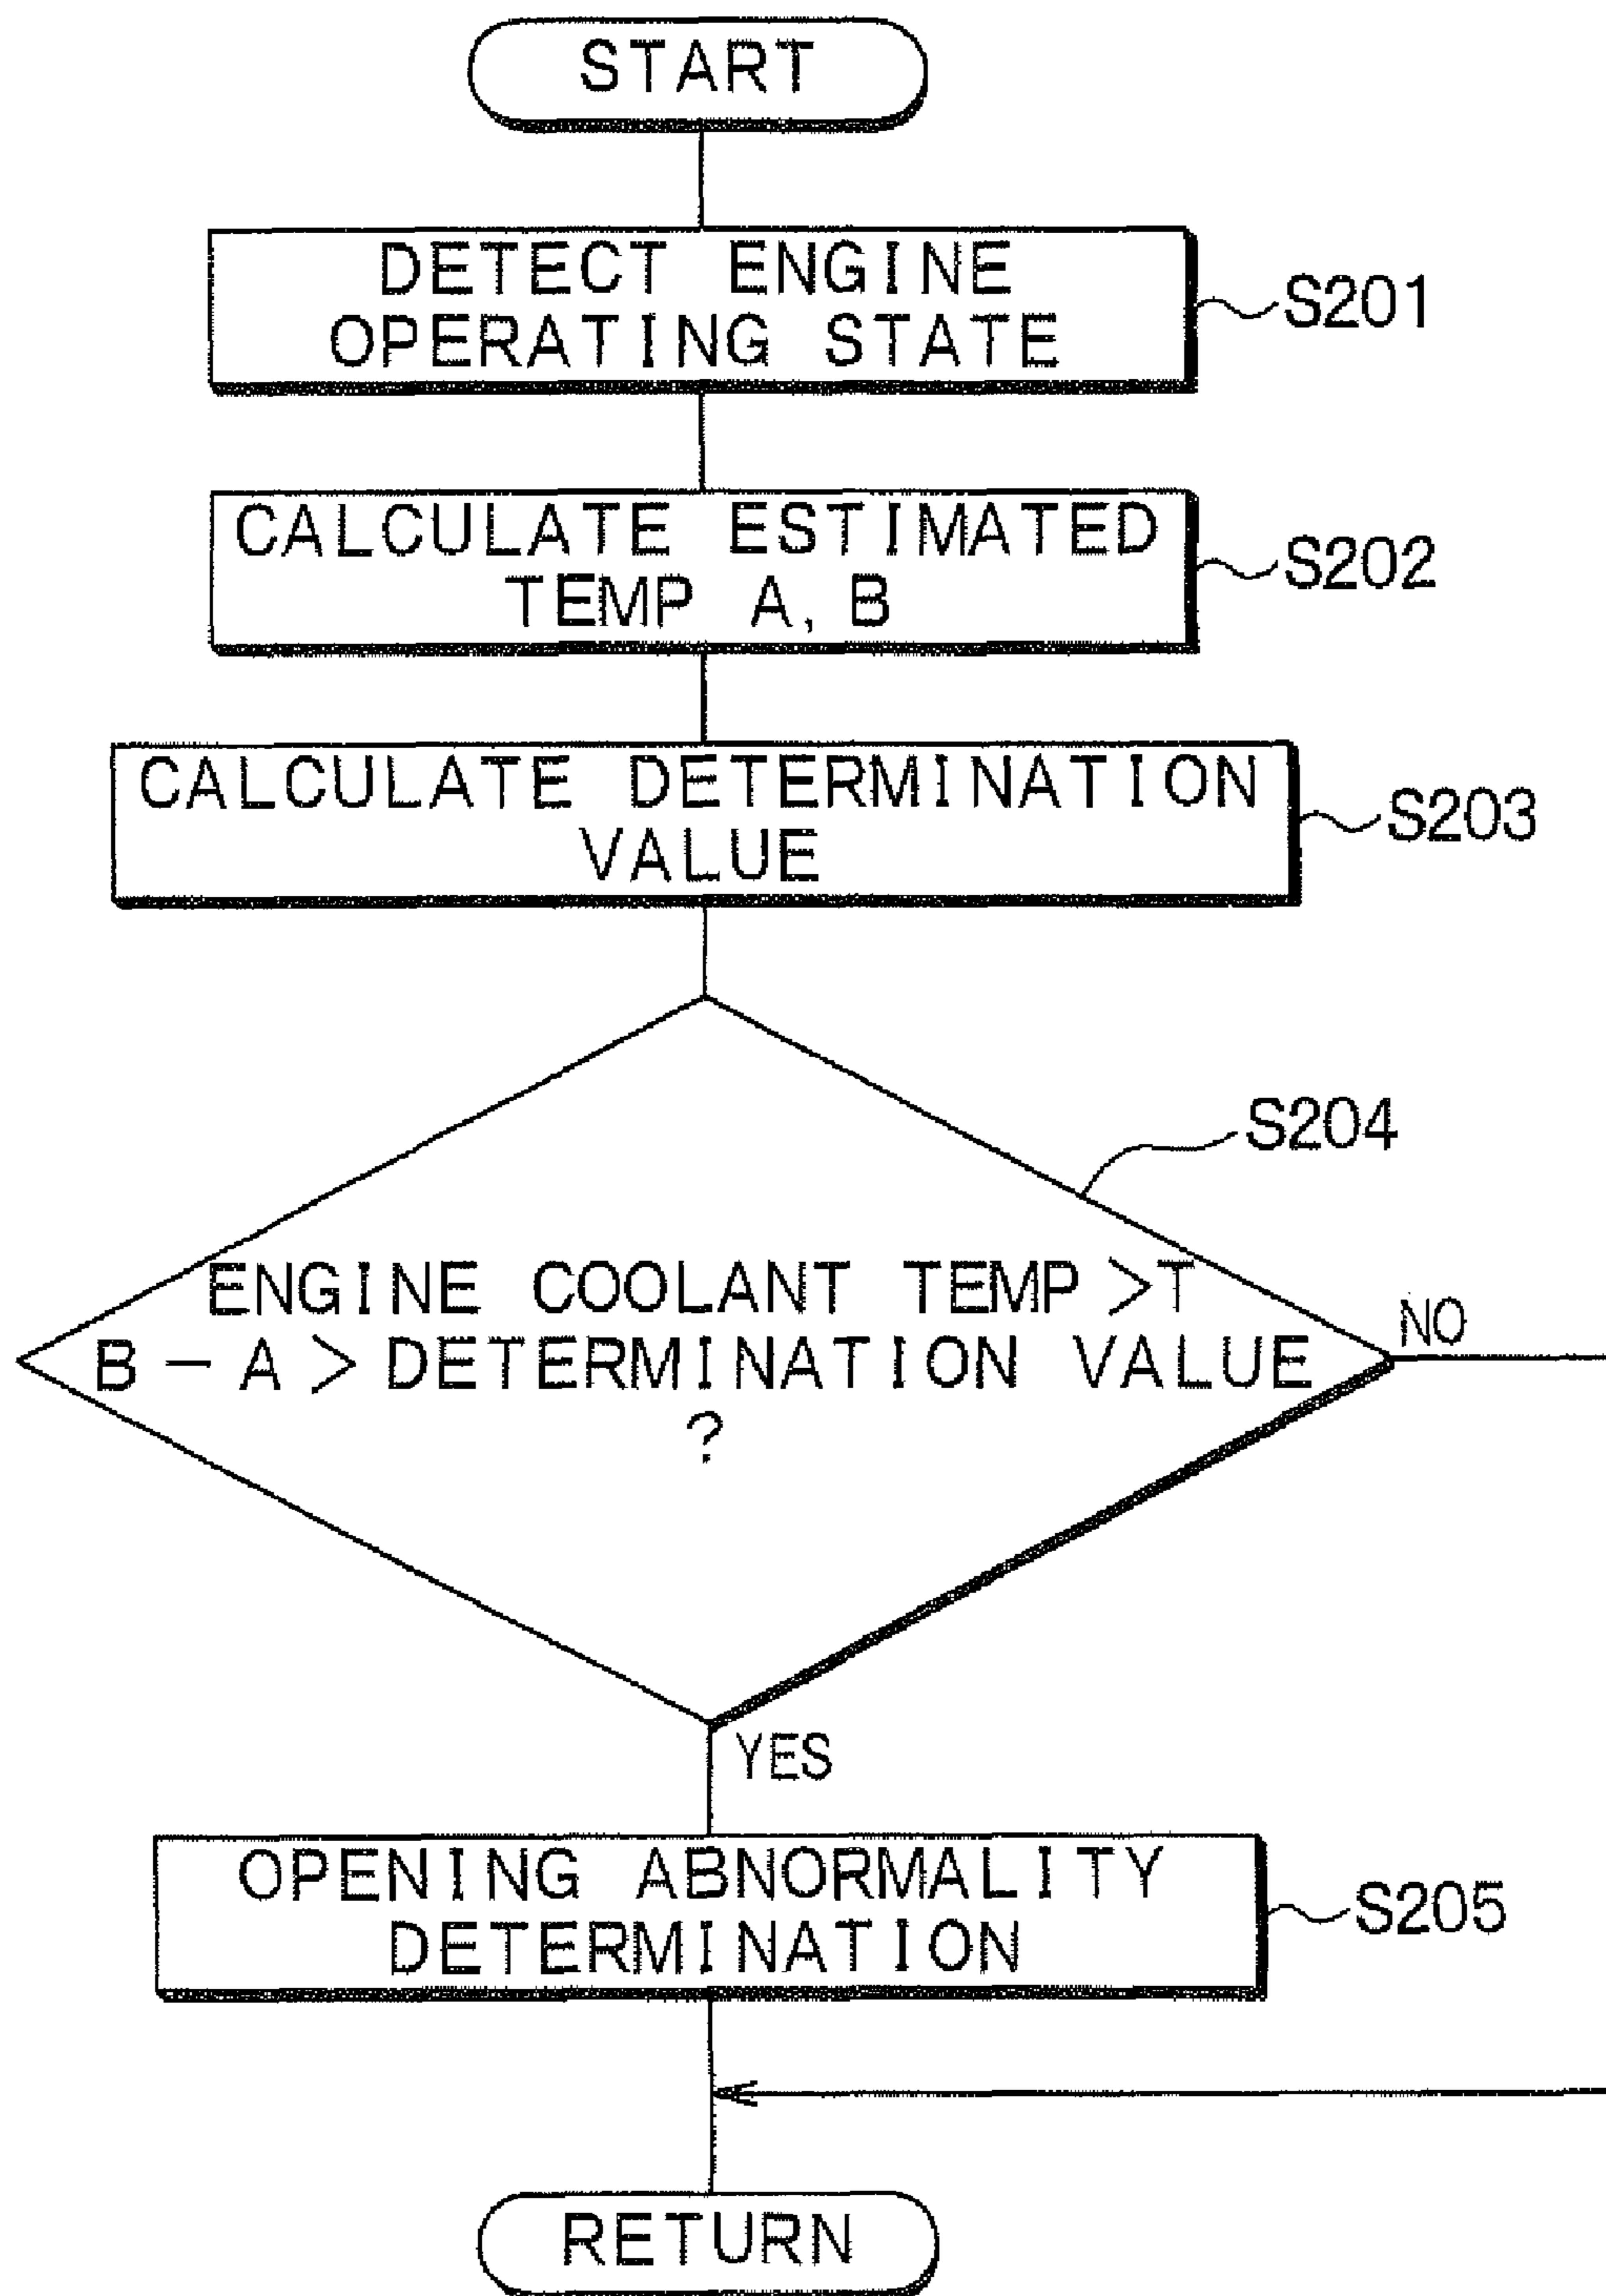 START
DETECT ENGINE
OPERATING STATE
S201
CALCULATE ESTIMATED
TEMP A, B
S202
CALCULATE DETERMINATION
VALUE
S203
S204
ENGINE COOLANT TEMP >T
B - A > DETERMINATION VALUE
?
NO
YES
OPENING ABNORMALITY
DETERMINATION
S205
RETURN